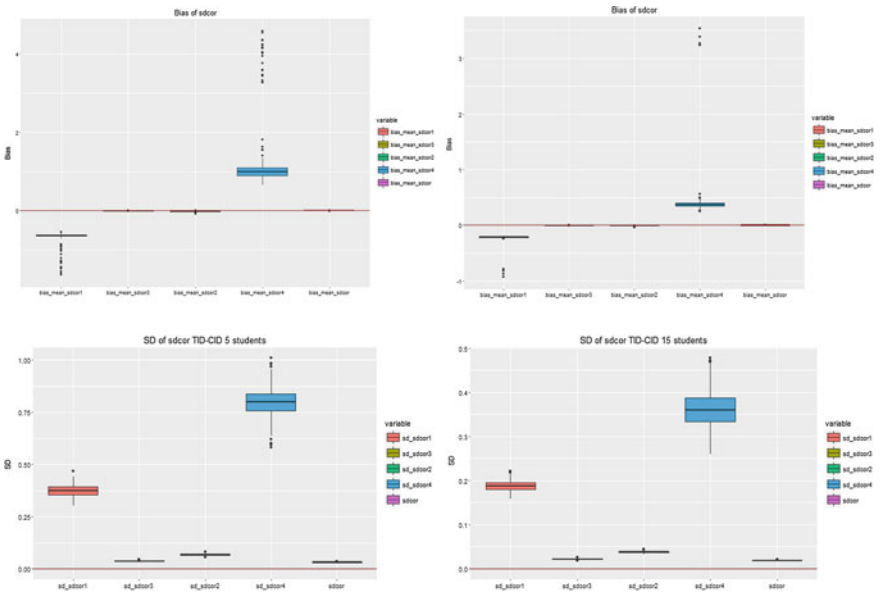 Bias of sdcor
4
2
0
Bias
bias_mean_sdcor1
bias_mean_sdcor3
bias_mean_sdcor2
bias_mean_sdcor4
bias_mean_sdcor
variable
bias_mean_sdcor1
bias_mean_sdcor3
bias_mean_sdcor2
bias_mean_sdcor4
bias_mean_sdcor
Bias of sdcor
3
2
1
0
-1
Bias
bias_mean_sdcor1
bias_mean_sdcor3
bias_mean_sdcor2
bias_mean_sdcor4
bias_mean_sdcor
variable
bias_mean_sdcor1
bias_mean_sdcor3
bias_mean_sdcor2
bias_mean_sdcor4
bias_mean_sdcor
SD of sdcor TID-CID 5 students
1.00
0.75
0.50
0.25
0.00
SD
sd_sdcor1
sd_sdcor3
sd_sdcor2
sd_sdcor4
sdcor
variable
sd_sdcor1
sd_sdcor3
sd_sdcor2
sd_sdcor4
sdcor
SD of sdcor TID-CID 15 students
0.5
0.4
0.3
0.2
0.1
0.0
SD
sd_sdcor1
sd_sdcor3
sd_sdcor2
sd_sdcor4
sdcor
variable
sd_sdcor1
sd_sdcor3
sd_sdcor2
sd_sdcor4
sdcor